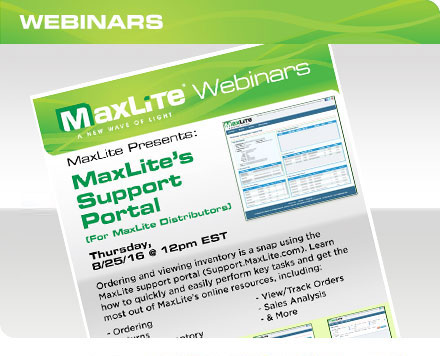 WEBINARS
MaxLite® Webinars
A NEW WAVE OF LIGHT
MaxLite Presents:
MaxLite's
Support
Portal
(For MaxLite Distributors)
Thursday,
8/25/16 @ 12pm EST
Ordering and viewing inventory is a snap using the
MaxLite support portal (Support.MaxLite.com). Learn
how to quickly and easily perform key tasks and get the
most out of MaxLite's online resources, including:
- Ordering
- View/Track Orders
- Sales Analysis
- & More
MaxLite